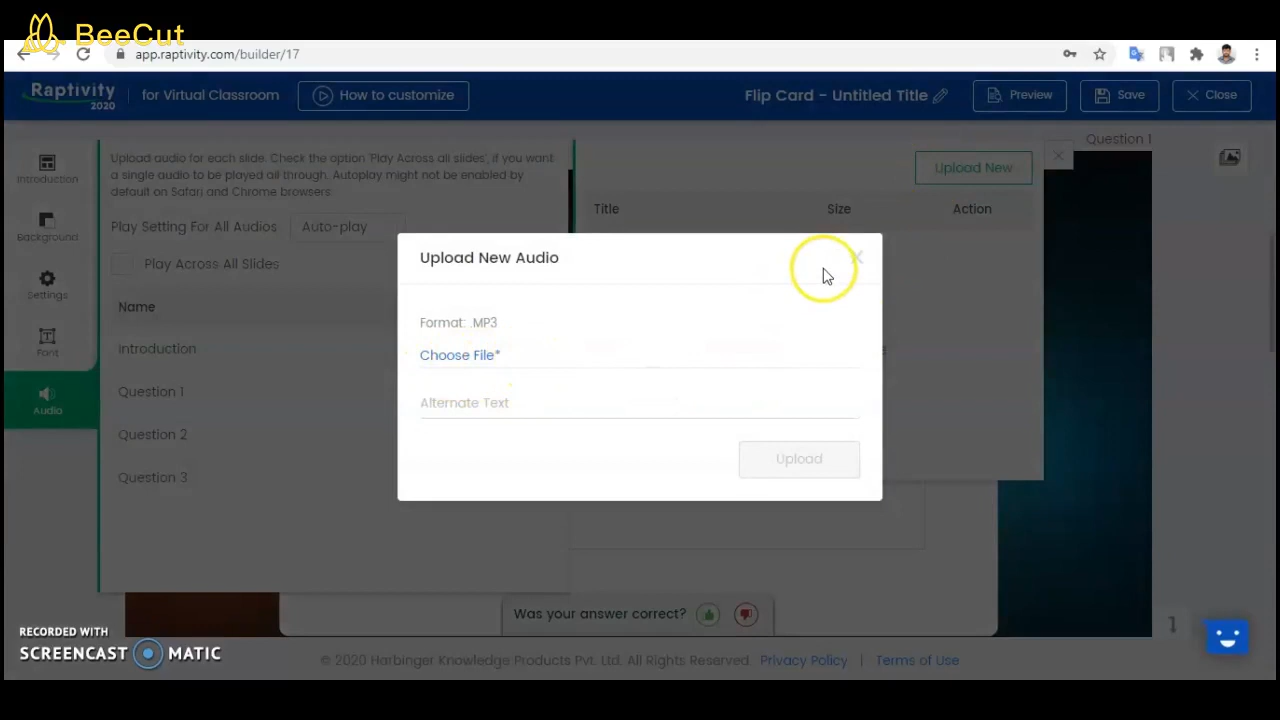 BeeCut
app.raptivity.com/builder/17
Raptivity
2020
for Virtual Classroom
How to customize
Flip Card - Untitled Title
Preview
Save
Close
Introduction
Background
Settings
Font
Audio
Upload audio for each slide. Check the option 'Play Across all slides', if you want
a single audio to be played all through. Autoplay might not be enabled by
default on Safari and Chrome browsers.
Play Setting For All Audios
Auto-play
Play Across All Slides
Name
Introduction
Question 1
Question 2
Question 3
Upload New
Title
Size
Action
Question 1
Upload New Audio
Format: .MP3
Choose File*
Alternate Text
Upload
Was your answer correct?
1
RECORDED WITH
SCREENCAST MATIC
© 2020 Harbinger Knowledge Products Pvt. Ltd. All Rights Reserved.
Privacy Policy | Terms of Use